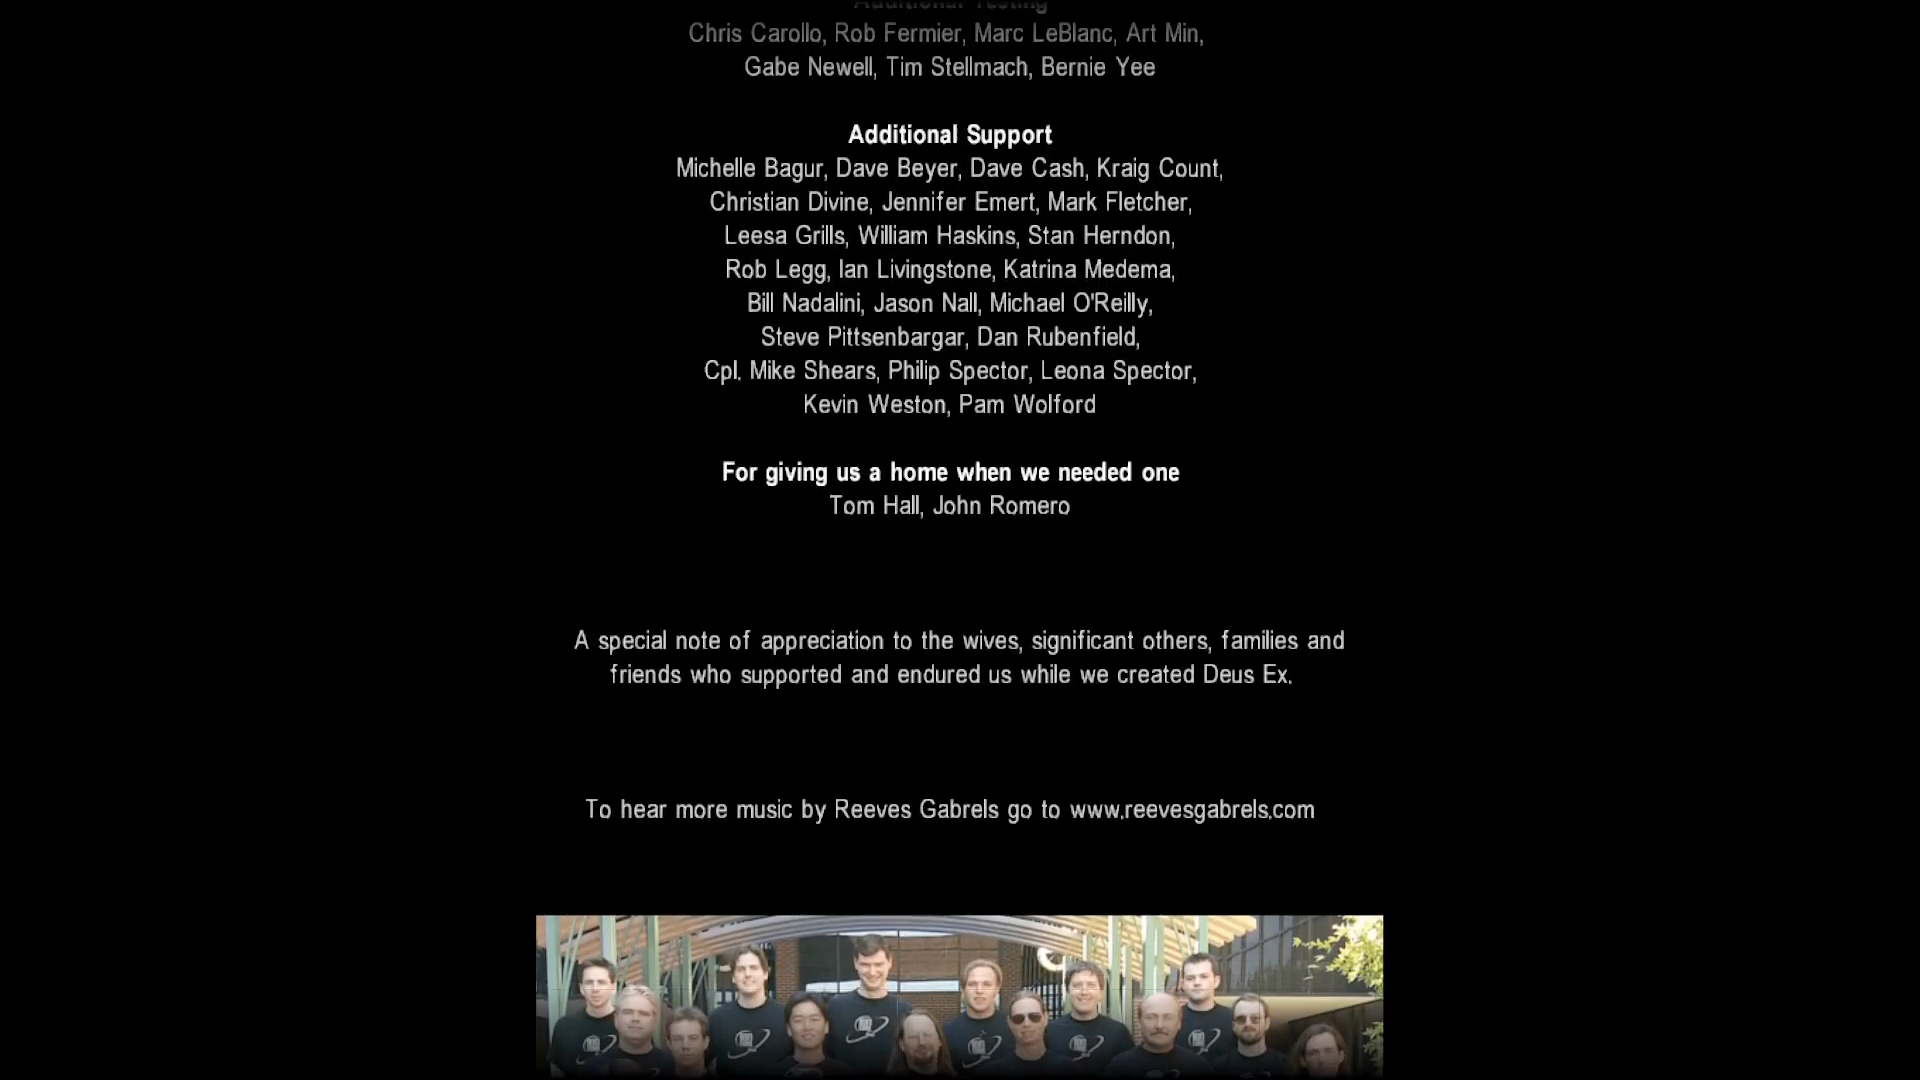 Additional Testing
Chris Carollo, Rob Fermier, Marc LeBlanc, Art Min,
Gabe Newell, Tim Stellmach, Bernie Yee
Additional Support
Michelle Bagur, Dave Beyer, Dave Cash, Kraig Count,
Christian Divine, Jennifer Emert, Mark Fletcher,
Leesa Grills, William Haskins, Stan Herndon,
Rob Legg, Ian Livingstone, Katrina Medema,
Bill Nadalini, Jason Nall, Michael O'Reilly,
Steve Pittsenbargar, Dan Rubenfield,
Cpl. Mike Shears, Philip Spector, Leona Spector,
Kevin Weston, Pam Wolford
For giving us a home when we needed one
Tom Hall, John Romero
A special note of appreciation to the wives, significant others, families and
friends who supported and endured us while we created Deus Ex.
To hear more music by Reeves Gabrels go to www.reevesgabrels.com